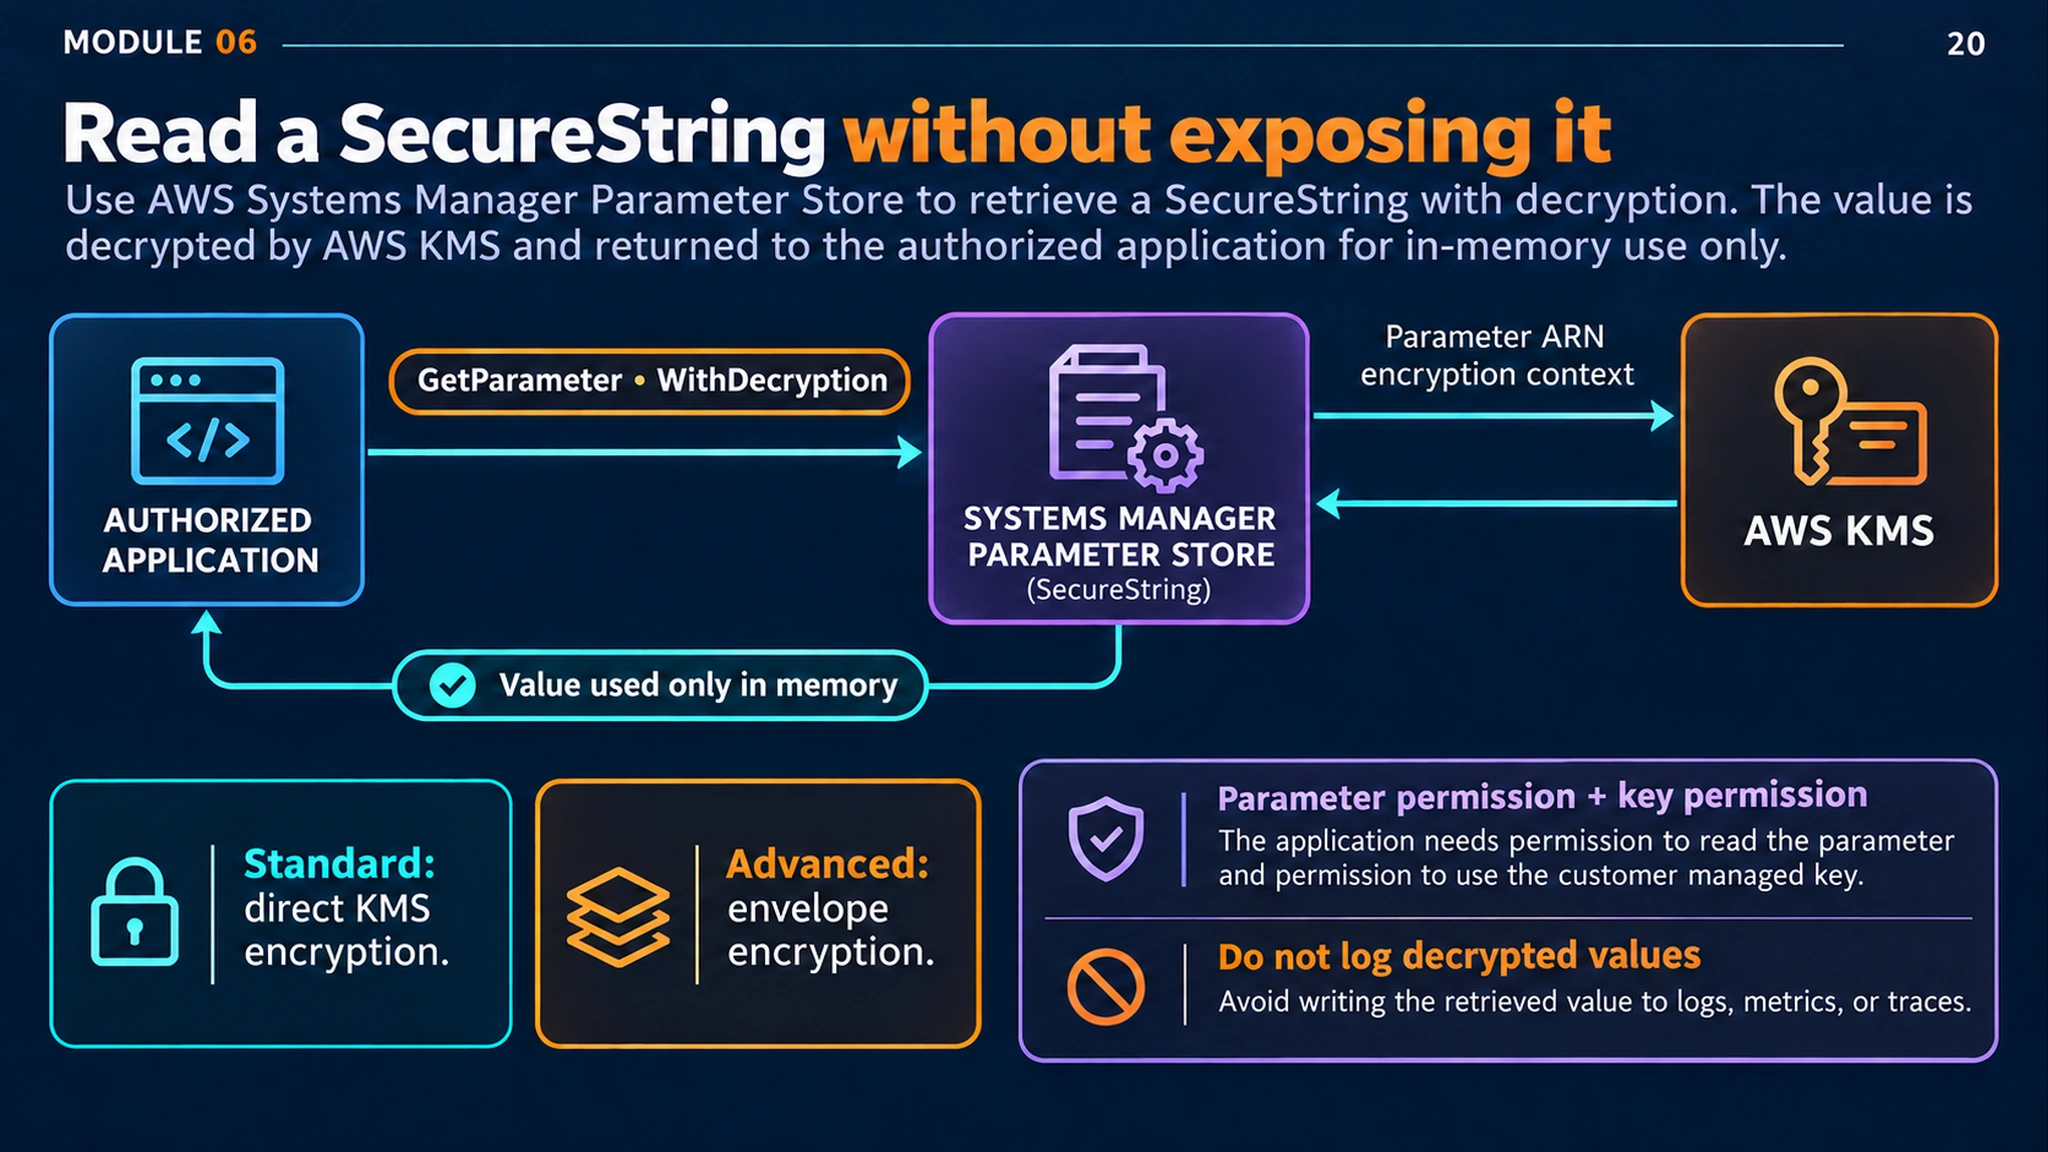 MODULE 06
20
Read a SecureString without exposing it
Use AWS Systems Manager Parameter Store to retrieve a SecureString with decryption. The value is
decrypted by AWS KMS and returned to the authorized application for in-memory use only.
AUTHORIZED
APPLICATION
GetParameter • WithDecryption
SYSTEMS MANAGER
PARAMETER STORE
(SecureString)
Parameter ARN
encryption context
AWS KMS
Value used only in memory
Standard:
direct KMS
encryption.
Advanced:
envelope
encryption.
Parameter permission + key permission
The application needs permission to read the parameter
and permission to use the customer managed key.
Do not log decrypted values
Avoid writing the retrieved value to logs, metrics, or traces.